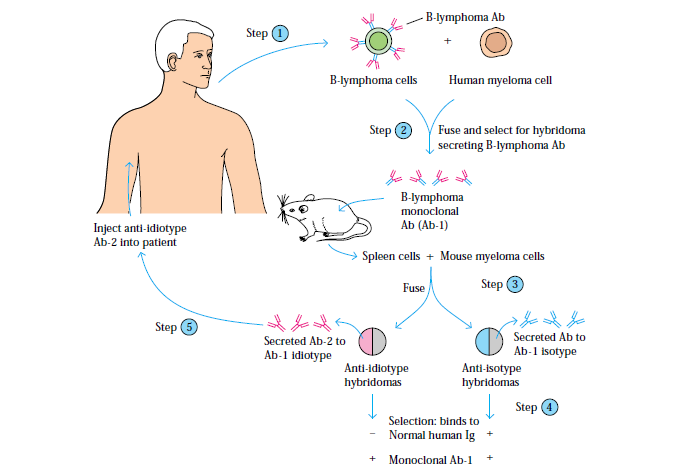 Step 1
B-lymphoma Ab
+
B-lymphoma cells
Human myeloma cell
Step 2
Fuse and select for hybridoma
secreting B-lymphoma Ab
B-lymphoma
monoclonal
Ab (Ab-1)
Inject anti-idiotype
Ab-2 into patient
Spleen cells + Mouse myeloma cells
Fuse
Step 3
Step 5
Secreted Ab-2 to
Ab-1 idiotype
Secreted Ab to
Ab-1 isotype
Anti-idiotype
hybridomas
Anti-isotype
hybridomas
Step 4
Selection: binds to
− Normal human Ig +
+ Monoclonal Ab-1 +